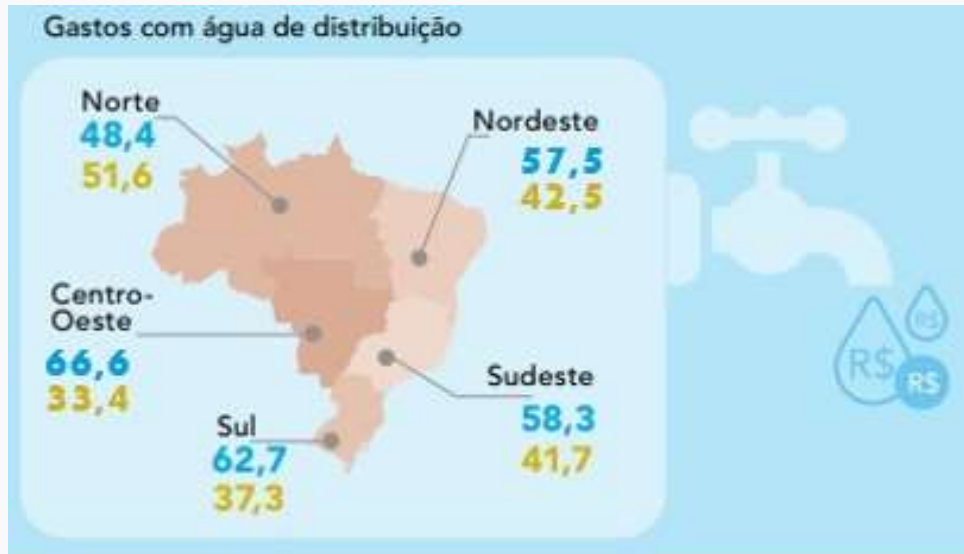 Gastos com água de distribuição
Norte
48,4
51,6
Nordeste
57,5
42,5
Centro-
Oeste
66,6
33,4
Sudeste
58,3
41,7
Sul
62,7
37,3
R$
R$
R$